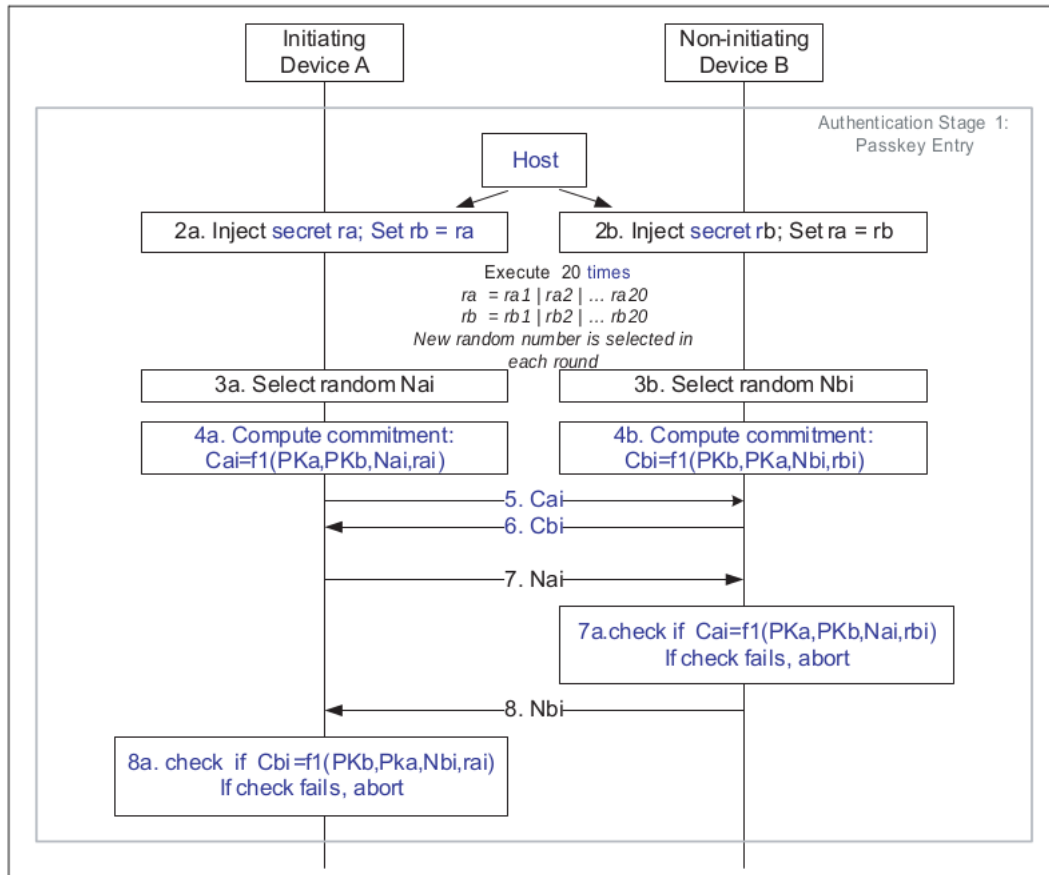 Initiating
Device A
Non-initiating
Device B
Authentication Stage 1:
Passkey Entry
Host
2a. Inject secret ra; Set rb = ra
2b. Inject secret rb; Set ra = rb
Execute 20 times
ra = ra1 | ra2 | ... ra20
rb = rb1 | rb2 | ... rb20
New random number is selected in
each round
3a. Select random Nai
3b. Select random Nbi
4a. Compute commitment:
Cai=f1(PKa,PKb,Nai,rai)
4b. Compute commitment:
Cbi=f1(PKb,PKa,Nbi,rbi)
5. Cai
6. Cbi
7. Nai
7a.check if Cai=f1(PKa,PKb,Nai,rbi)
If check fails, abort
8. Nbi
8a. check if Cbi=f1(PKb,Pka,Nbi,rai)
If check fails, abort